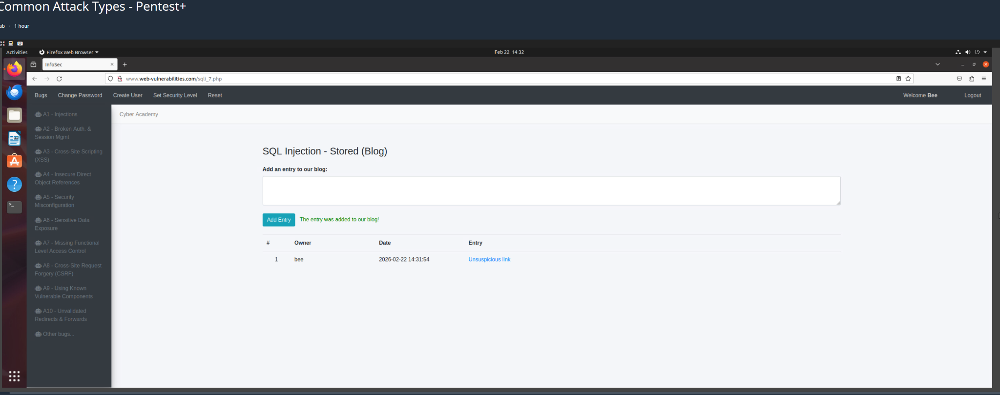 Common Attack Types - Pentest+
ab · 1 hour
Activities
Firefox Web Browser
Feb 22 14:32
InfoSec
www.web-vulnerabilities.com/sqli_7.php
Bugs
Change Password
Create User
Set Security Level
Reset
Welcome Bee
Logout
A1 - Injections
A2 - Broken Auth. &
Session Mgmt
A3 - Cross-Site Scripting
(XSS)
A4 - Insecure Direct
Object References
A5 - Security
Misconfiguration
A6 - Sensitive Data
Exposure
A7 - Missing Functional
Level Access Control
A8 - Cross-Site Request
Forgery (CSRF)
A9 - Using Known
Vulnerable Components
A10 - Unvalidated
Redirects & Forwards
Other bugs...
Cyber Academy
SQL Injection - Stored (Blog)
Add an entry to our blog:
Add Entry
The entry was added to our blog!
# Owner Date Entry
1 bee 2026-02-22 14:31:54 Unsuspicious link